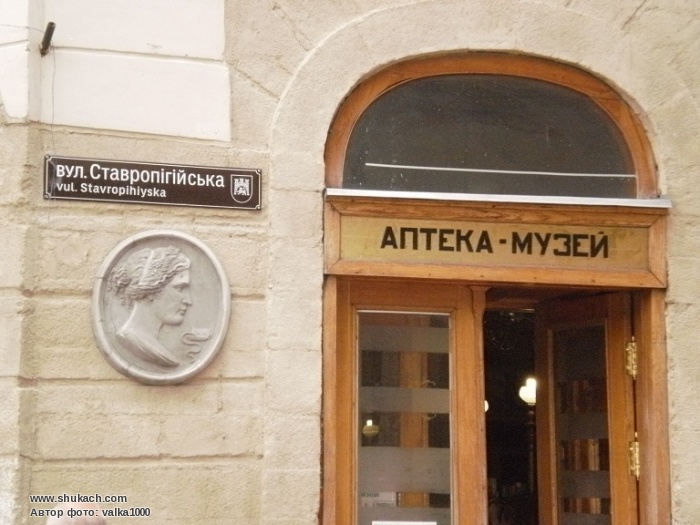 вул. Ставропігійська
vul. Stavropihiyska
АПТЕКА - МУЗЕЙ
www.shukach.com
Автор фото: valka1000